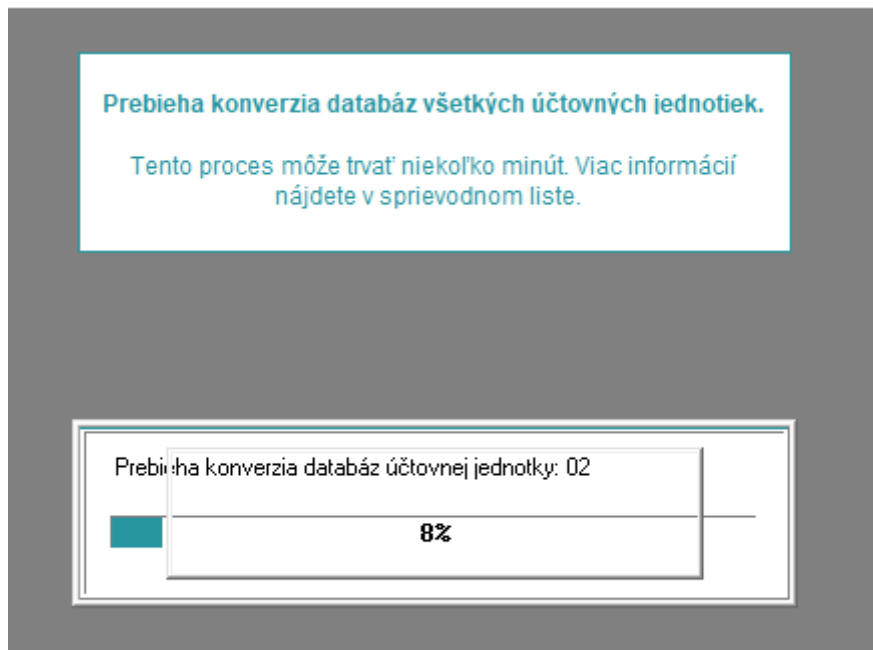 Prebieha konverzia databáz všetkých účtovných jednotiek.
Tento proces môže trvať niekoľko minút. Viac informácií
nájdete v sprievodnom liste.
Prebieha konverzia databáz účtovnej jednotky: 02
8%